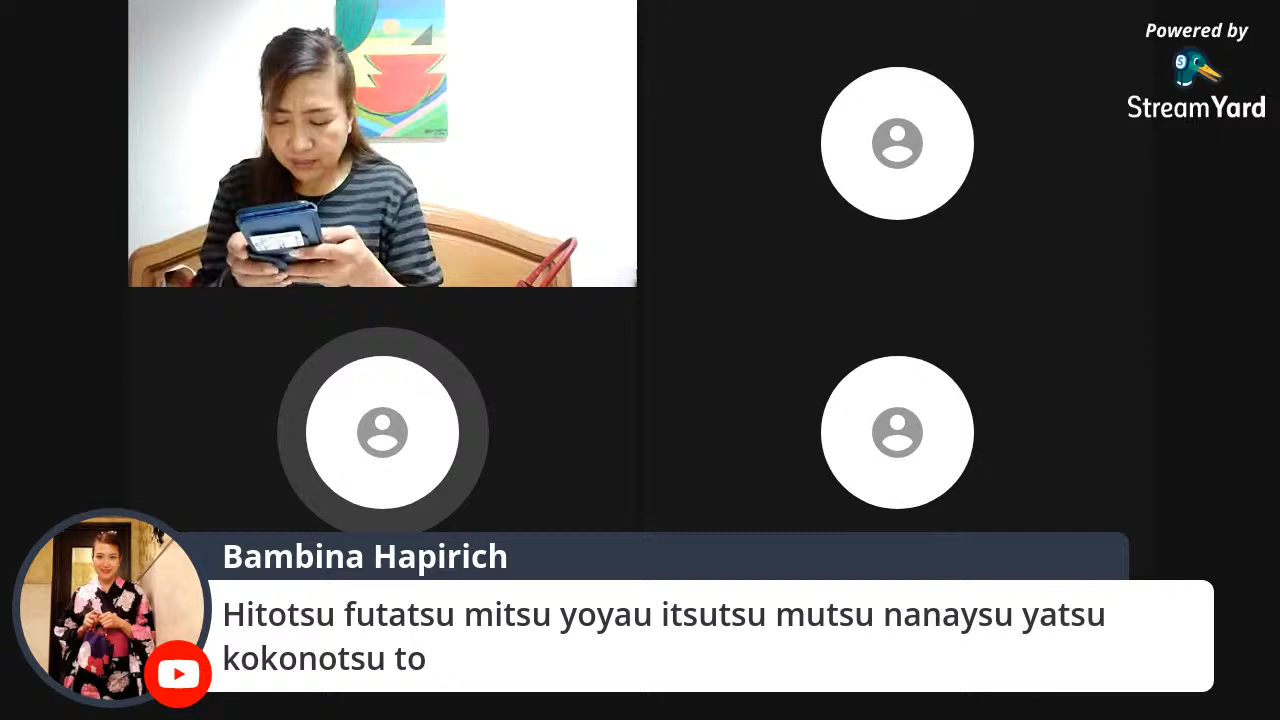 Powered by
StreamYard
Bambina Hapirich
Hitotsu futatsu mitsu yoyau itsutsu mutsu nanaysu yatsu
kokonotsu to